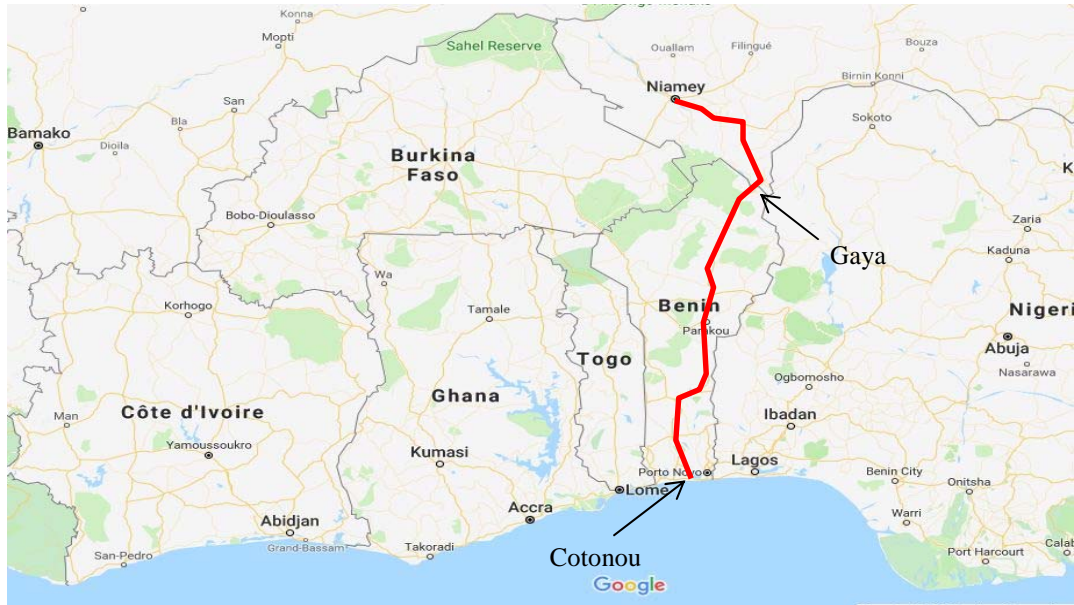 Konna
Mopti
Sahel Reserve
Ouallam
Filingué
Bouza
Niamey
Birnin Konni
San
Bla
Sokoto
Bamako
Dioila
Burkina
Faso
K
Bobo-Dioulasso
Zaria
Gaya
Kaduna
Wa
Korhogo
Tamale
Benin
Nigeri
Parakou
Togo
Abuja
Nasarawa
Ghana
Ogbomosho
Côte d'Ivoire
Man
Ibadan
Yamoussoukro
Kumasi
Porto Novo
Lagos
Benin City
Onitsha
Lomé
Accra
Warri
Abidjan
Grand-Bassam
Takoradi
San-Pedro
Cotonou
Port Harcourt
Calab
Google